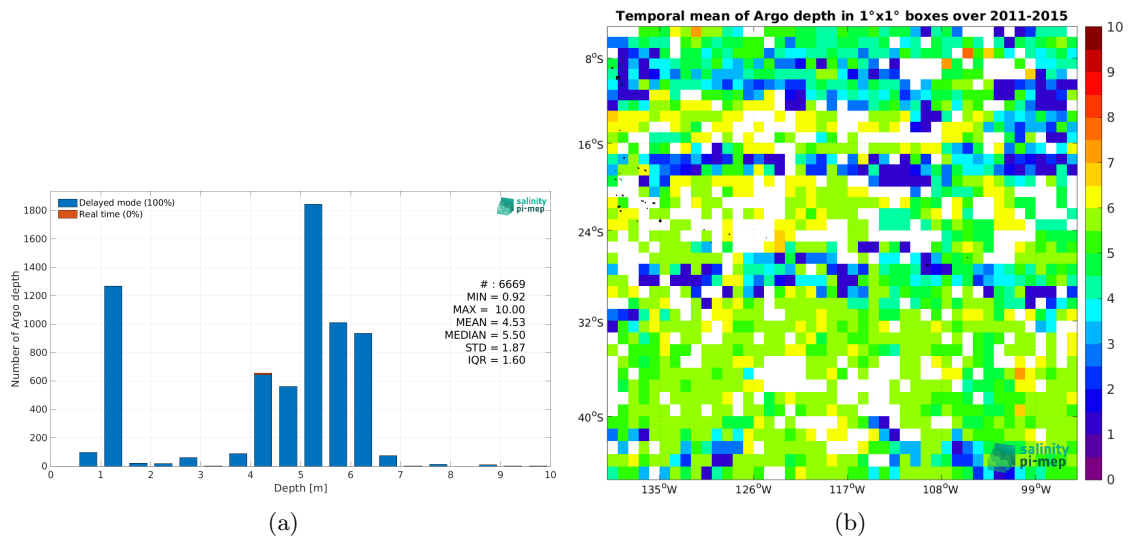 Delayed mode (100%)
Real time (0%)
salinity
pi-mep
1800
1600
1400
1200
1000
800
600
400
200
0
Number of Argo depth
# : 6669
MIN = 0.92
MAX = 10.00
MEAN = 4.53
MEDIAN = 5.50
STD = 1.87
IQR = 1.60
0 1 2 3 4 5 6 7 8 9 10
Depth [m]
(a)
Temporal mean of Argo depth in 1°x1° boxes over 2011-2015
8°S
16°S
24°S
32°S
40°S
135°W 126°W 117°W 108°W 99°W
salinity
pi-mep
10
9
8
7
6
5
4
3
2
1
0
(b)